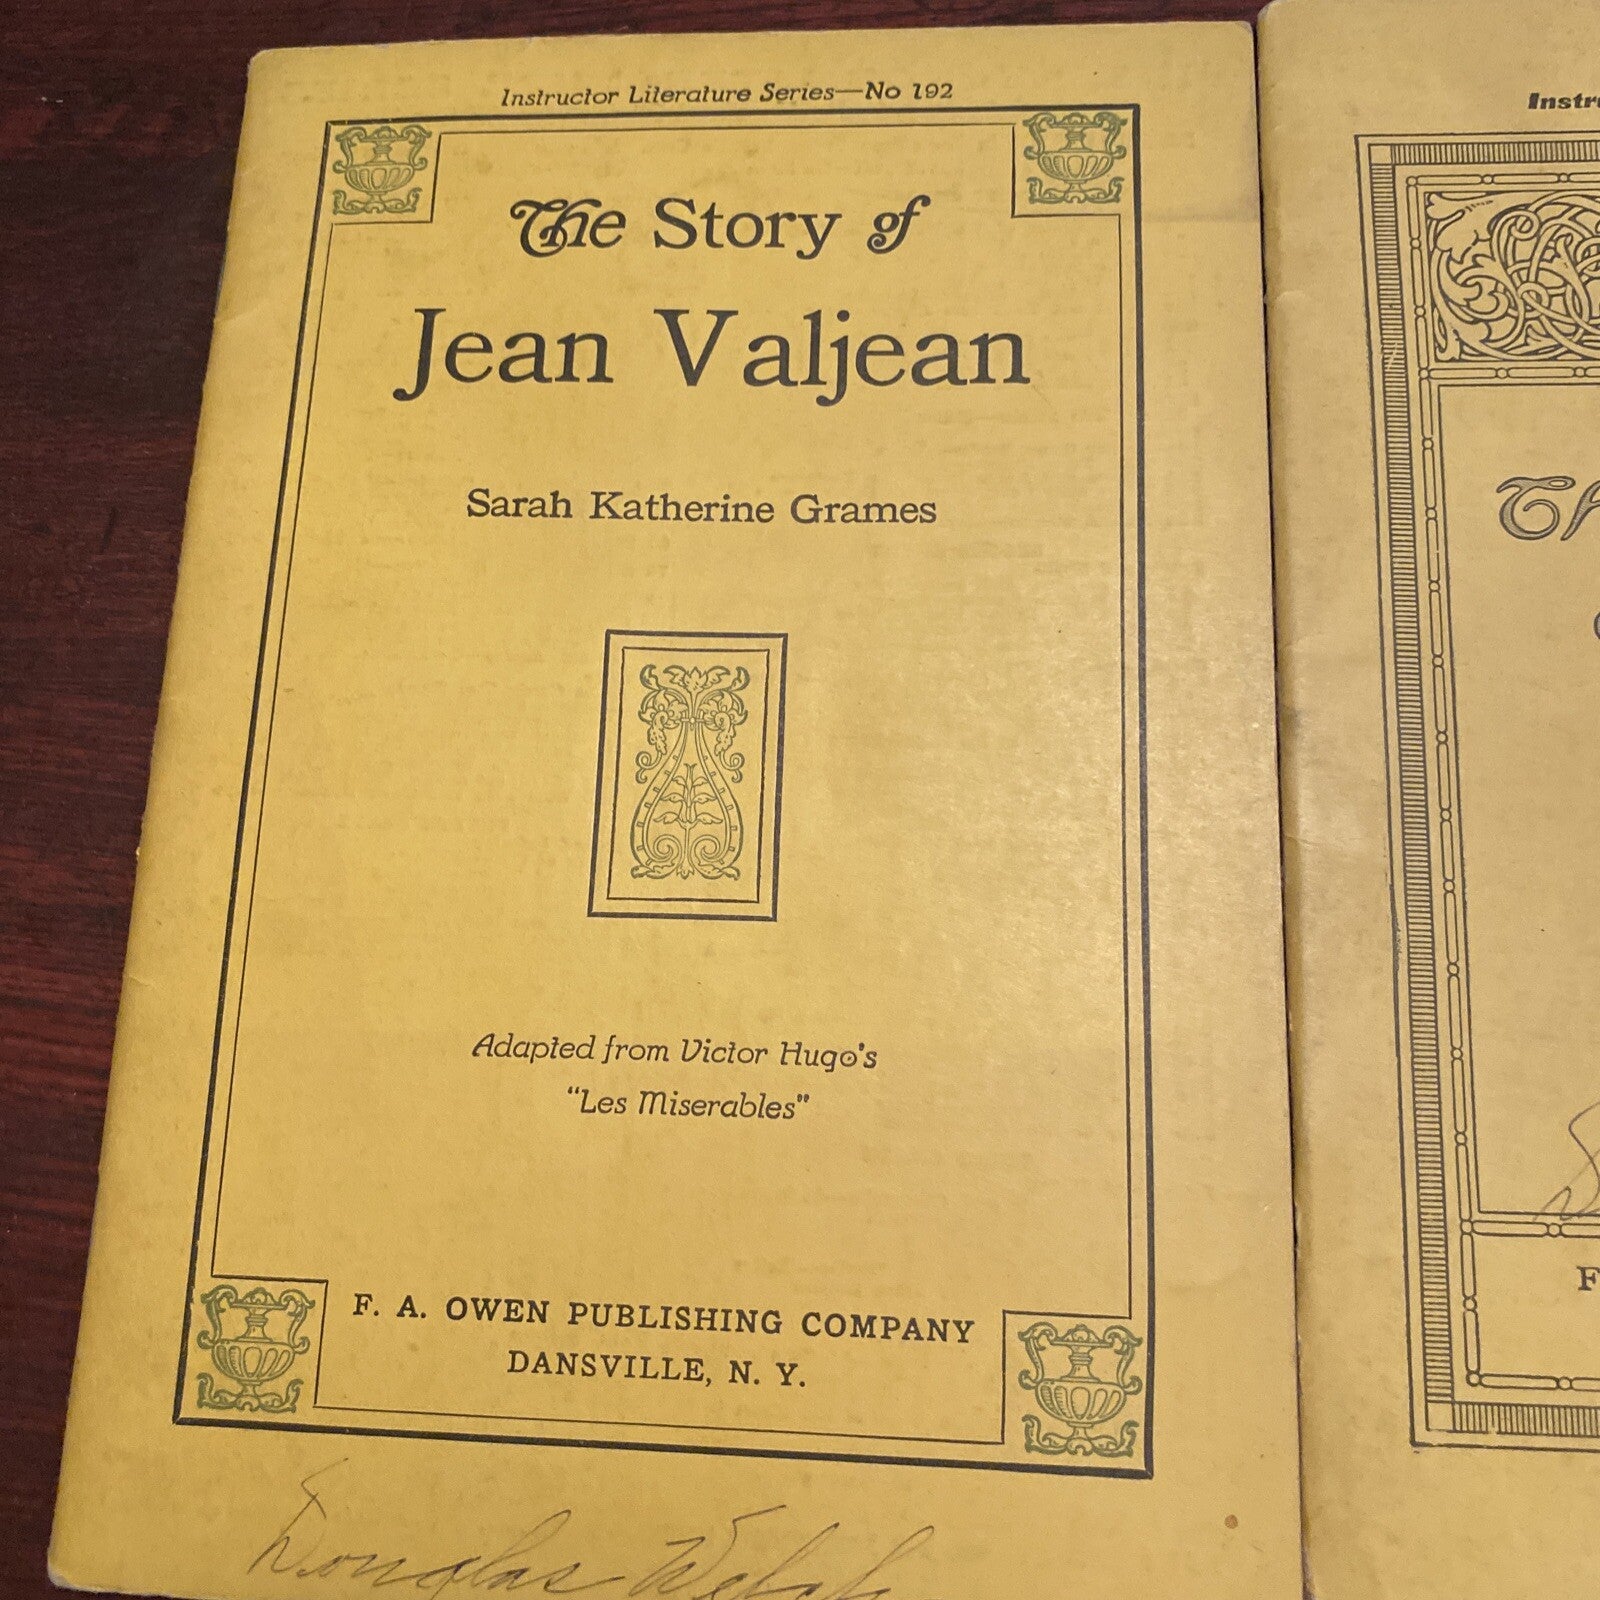 Instructor Literature Series—No 192
The Story of
Jean Valjean
Sarah Katherine Grames
Adapted from Victor Hugo's
"Les Miserables"
F. A. OWEN PUBLISHING COMPANY
DANSVILLE, N. Y.
Douglas Welch